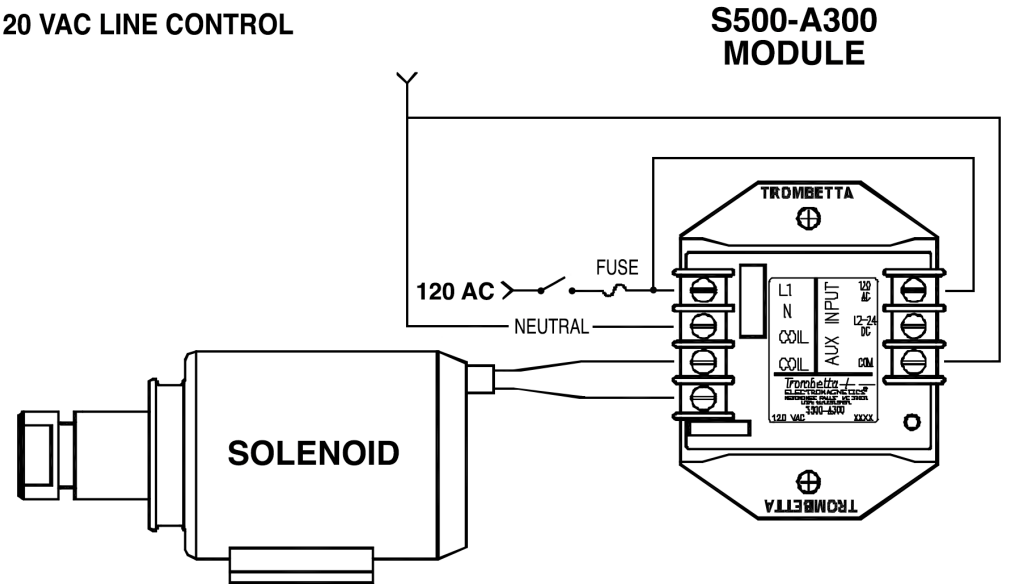 20 VAC LINE CONTROL
S500-A300
MODULE
TROMBETTA
FUSE
120 AC
NEUTRAL
L1
N
COIL
COIL
AUX INPUT
120
AC
12-24
DC
COM
Trombetta
ELECTROMAGNETICS
S500-A300
120 VAC
XXXX
SOLENOID
TROMBETTA